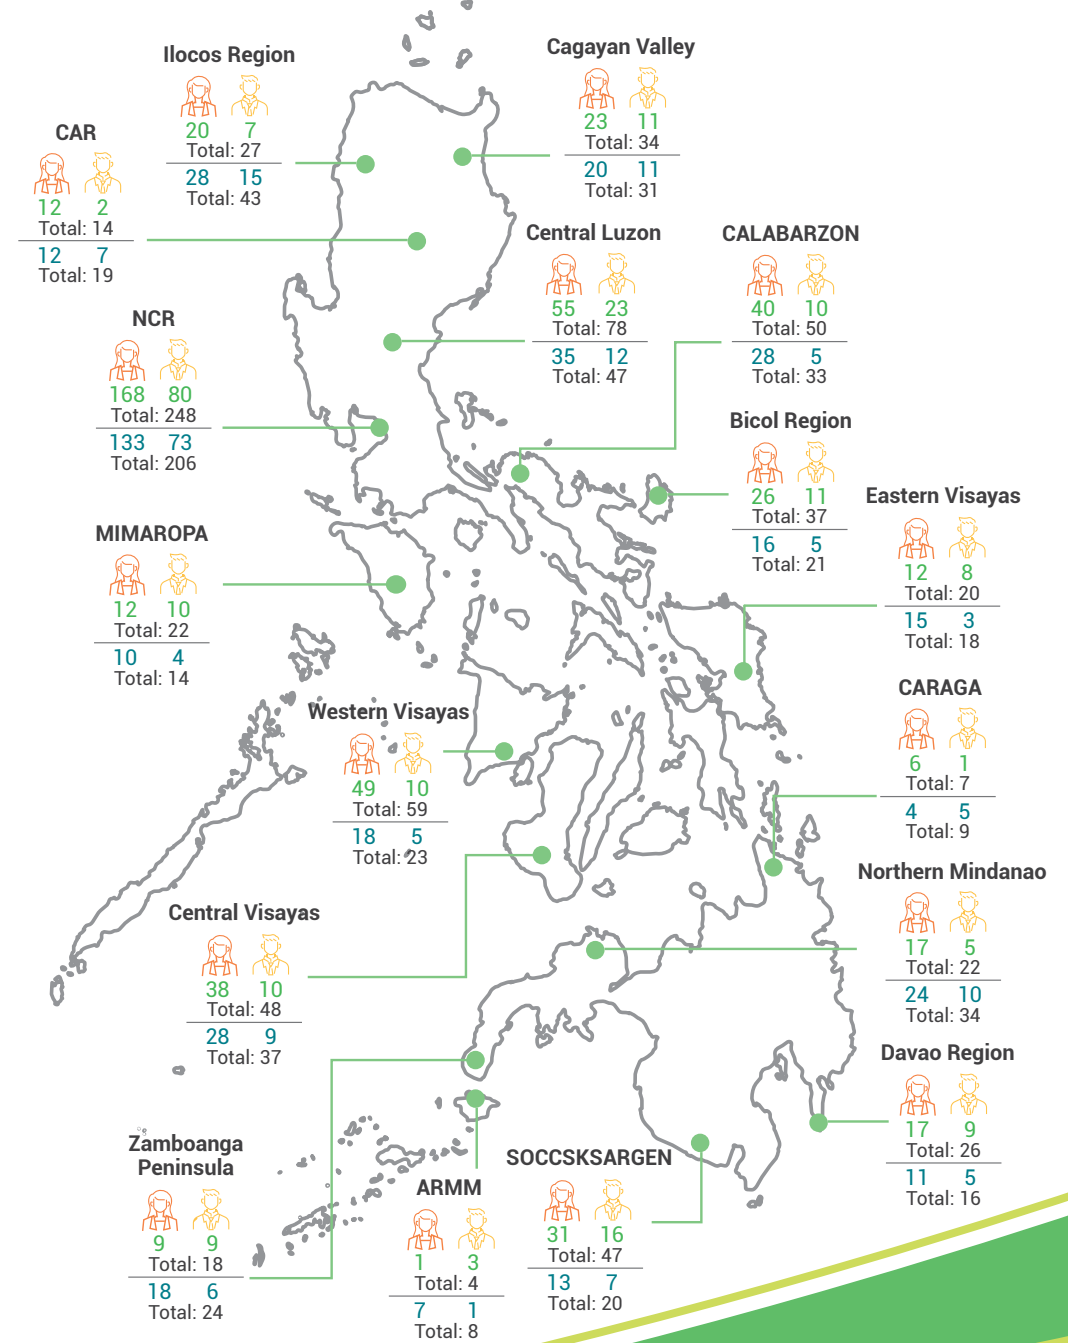 Ilocos Region
20 7
Total: 27
28 15
Total: 43
Cagayan Valley
23 11
Total: 34
20 11
Total: 31
CAR
12 2
Total: 14
12 7
Total: 19
Central Luzon
55 23
Total: 78
35 12
Total: 47
CALABARZON
40 10
Total: 50
28 5
Total: 33
NCR
168 80
Total: 248
133 73
Total: 206
Bicol Region
26 11
Total: 37
16 5
Total: 21
Eastern Visayas
12 8
Total: 20
15 3
Total: 18
MIMAROPA
12 10
Total: 22
10 4
Total: 14
CARAGA
6 1
Total: 7
4 5
Total: 9
Western Visayas
49 10
Total: 59
18 5
Total: 23
Northern Mindanao
17 5
Total: 22
24 10
Total: 34
Central Visayas
38 10
Total: 48
28 9
Total: 37
Davao Region
17 9
Total: 26
11 5
Total: 16
Zamboanga
Peninsula
9 9
Total: 18
18 6
Total: 24
ARMM
1 3
Total: 4
7 1
Total: 8
SOCCSKSARGEN
31 16
Total: 47
13 7
Total: 20